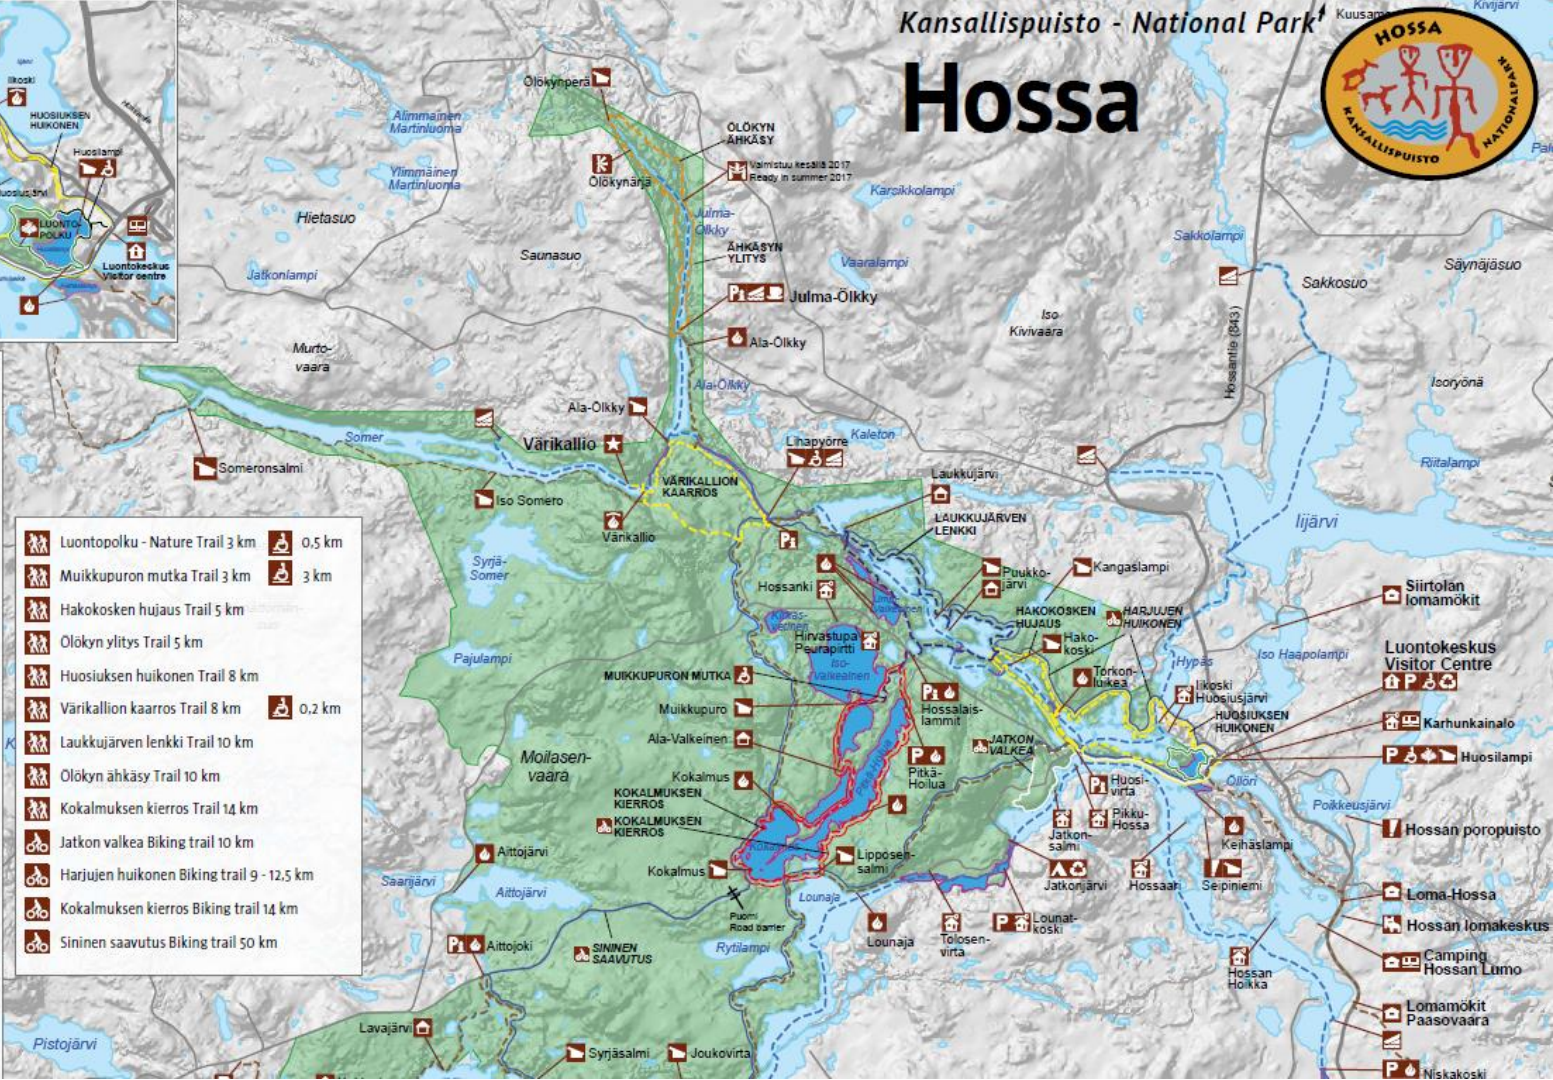 Kansallispuisto - National Park
Hossa
HOSSA
KANSALLISPUISTO
NATIONALPARK
Kivijärvi
Iikoski
HUOSIUKSEN
HUIKONEN
Huosilampi
LUONTO-
POLKU
Luontokeskus
Visitor centre
Ölökynperä
Alimmainen
Martinluoma
ÖLÖKYN
ÄHKÄSY
Valmistuu kesällä 2017
Ready in summer 2017
Ylimmäinen
Martinluoma
Ölökynärjä
Karsikkolampi
Hietasuo
Julma-
Ölkky
Sakkolampi
Saunasuo
ÄHKÄSYN
YLITYS
Vaaralampi
Säynäjäsuo
Jatkonlampi
Sakkosuo
P Julma-Ölkky
Iso
Kivivaara
Hossantie (843)
Murto-
vaara
Ala-Ölkky
Isoryönä
Ala-Ölkky
Ala-Ölkky
Somer
Värikallio
Kaleton
Lihapyörre
Someronsalmi
Riitalampi
Laukkujärvi
VÄRIKALLION
KAARROS
Iso Somero
LAUKKUJÄRVEN
LENKKI
Iijärvi
Värikallio
P
Luontopolku - Nature Trail 3 km 0,5 km
Muikkupuron mutka Trail 3 km 3 km
Hakokosken hujaus Trail 5 km
Ölökyn ylitys Trail 5 km
Huosiuksen huikonen Trail 8 km
Värikallion kaarros Trail 8 km 0,2 km
Laukkujärven lenkki Trail 10 km
Ölökyn ähkäsy Trail 10 km
Kokalmuksen kierros Trail 14 km
Jatkon valkea Biking trail 10 km
Harjujen huikonen Biking trail 9 - 12,5 km
Kokalmuksen kierros Biking trail 14 km
Sininen saavutus Biking trail 50 km
Syrjä-
Somer
Hossanki
Puukko-
järvi
Kangaslampi
Siirtolan
lomamökit
HAKOKOSKEN
HUJAUS
HARJUJEN
HUIKONEN
Hirvastupa
Peurapirtti
Iso-
Valkeainen
Hako-
koski
Pajulampi
Hypäs
Iso Haapolampi
Luontokeskus
Visitor Centre
P
MUIKKUPURON MUTKA
Torkon-
luikea
Iikoski
Huosiusjärvi
P
Hossalais-
lammit
Muikkupuro
HUOSIUKSEN
HUIKONEN
Karhunkainalo
Ala-Valkeinen
JATKON
VALKEA
Moilasen-
vaara
P
Pitkä-
Hoilua
Pitkä-Hoilua
P Huosilampi
Kokalmus
Huosi-
virta
Öllöri
KOKALMUKSEN
KIERROS
KOKALMUKSEN
KIERROS
Poikkeusjärvi
Pikku-
Hossa
Jatkon-
salmi
Hossan poropuisto
Keihäslampi
Aittojärvi
Lipposen-
salmi
Kokalmus
Saarijärvi
Aittojärvi
Lounaja
Jatkonjärvi
Hossaari
Seipiniemi
Loma-Hossa
Puomi
Road barrier
P
Lounat-
koski
Hossan lomakeskus
Lounaja
Tolosen-
virta
P Aittojoki
SININEN
SAAVUTUS
Rytilampi
Hossan
Hoikka
Camping
Hossan Lumo
Lomamökit
Paasovaara
Lavajärvi
Pistojärvi
Syrjäsalmi
Joukovirta
P Niskakoski